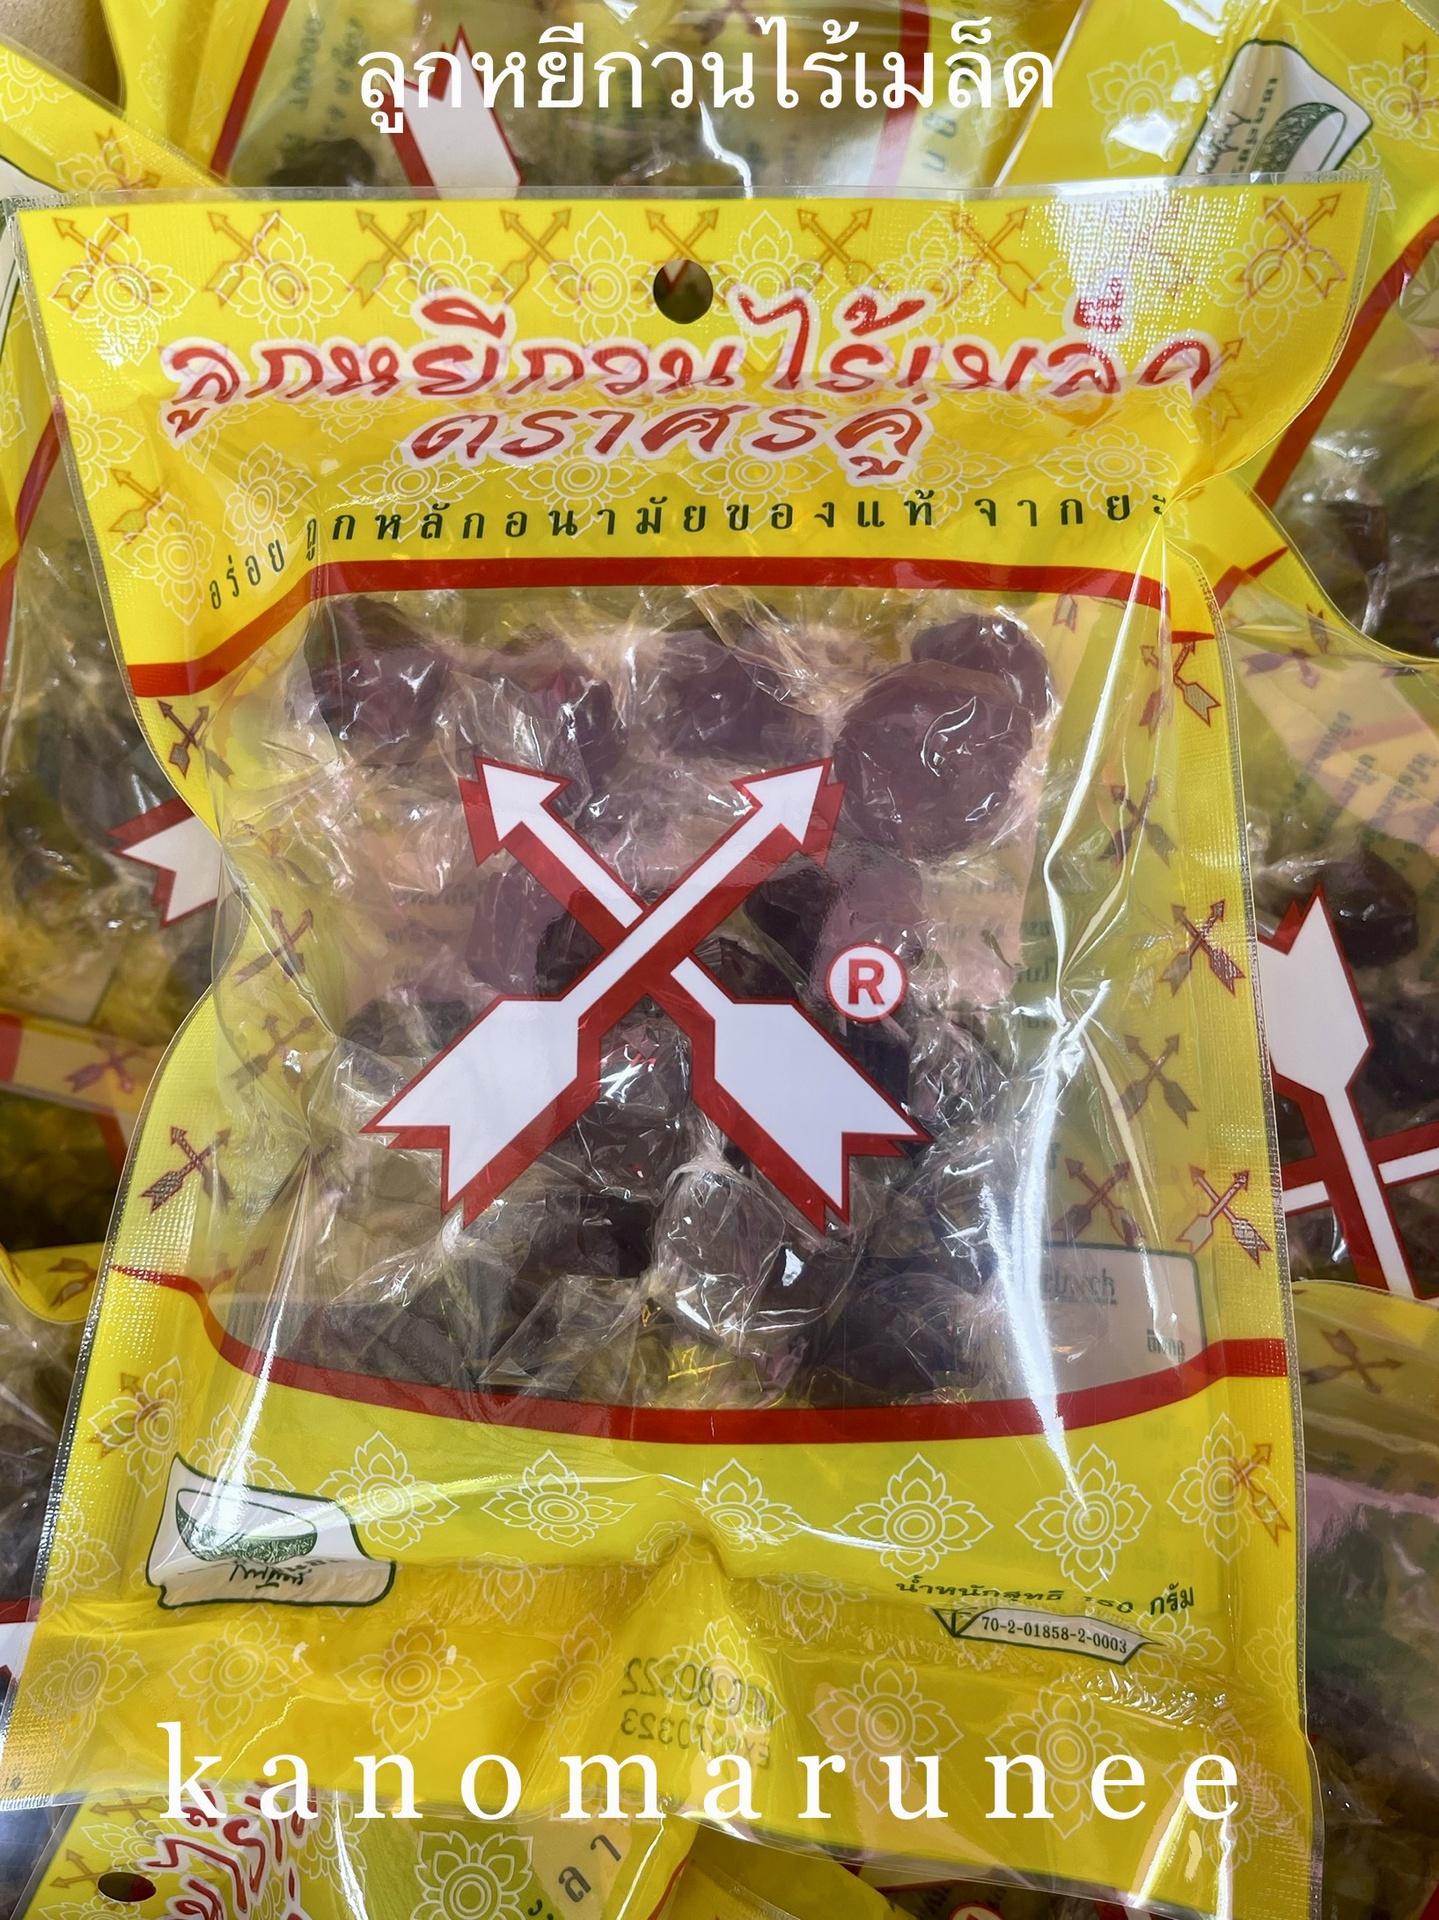 ลูกหยีกวนไร้เมล็ด
ลูกหยีกวนไร้เมล็ด
ตราศรคู่
อร่อย ถูกหลักอนามัยของแท้ จากยะ
R
น้ำหนักสุทธิ 150 กรัม
70-2-01858-2-0003
kanomarunee